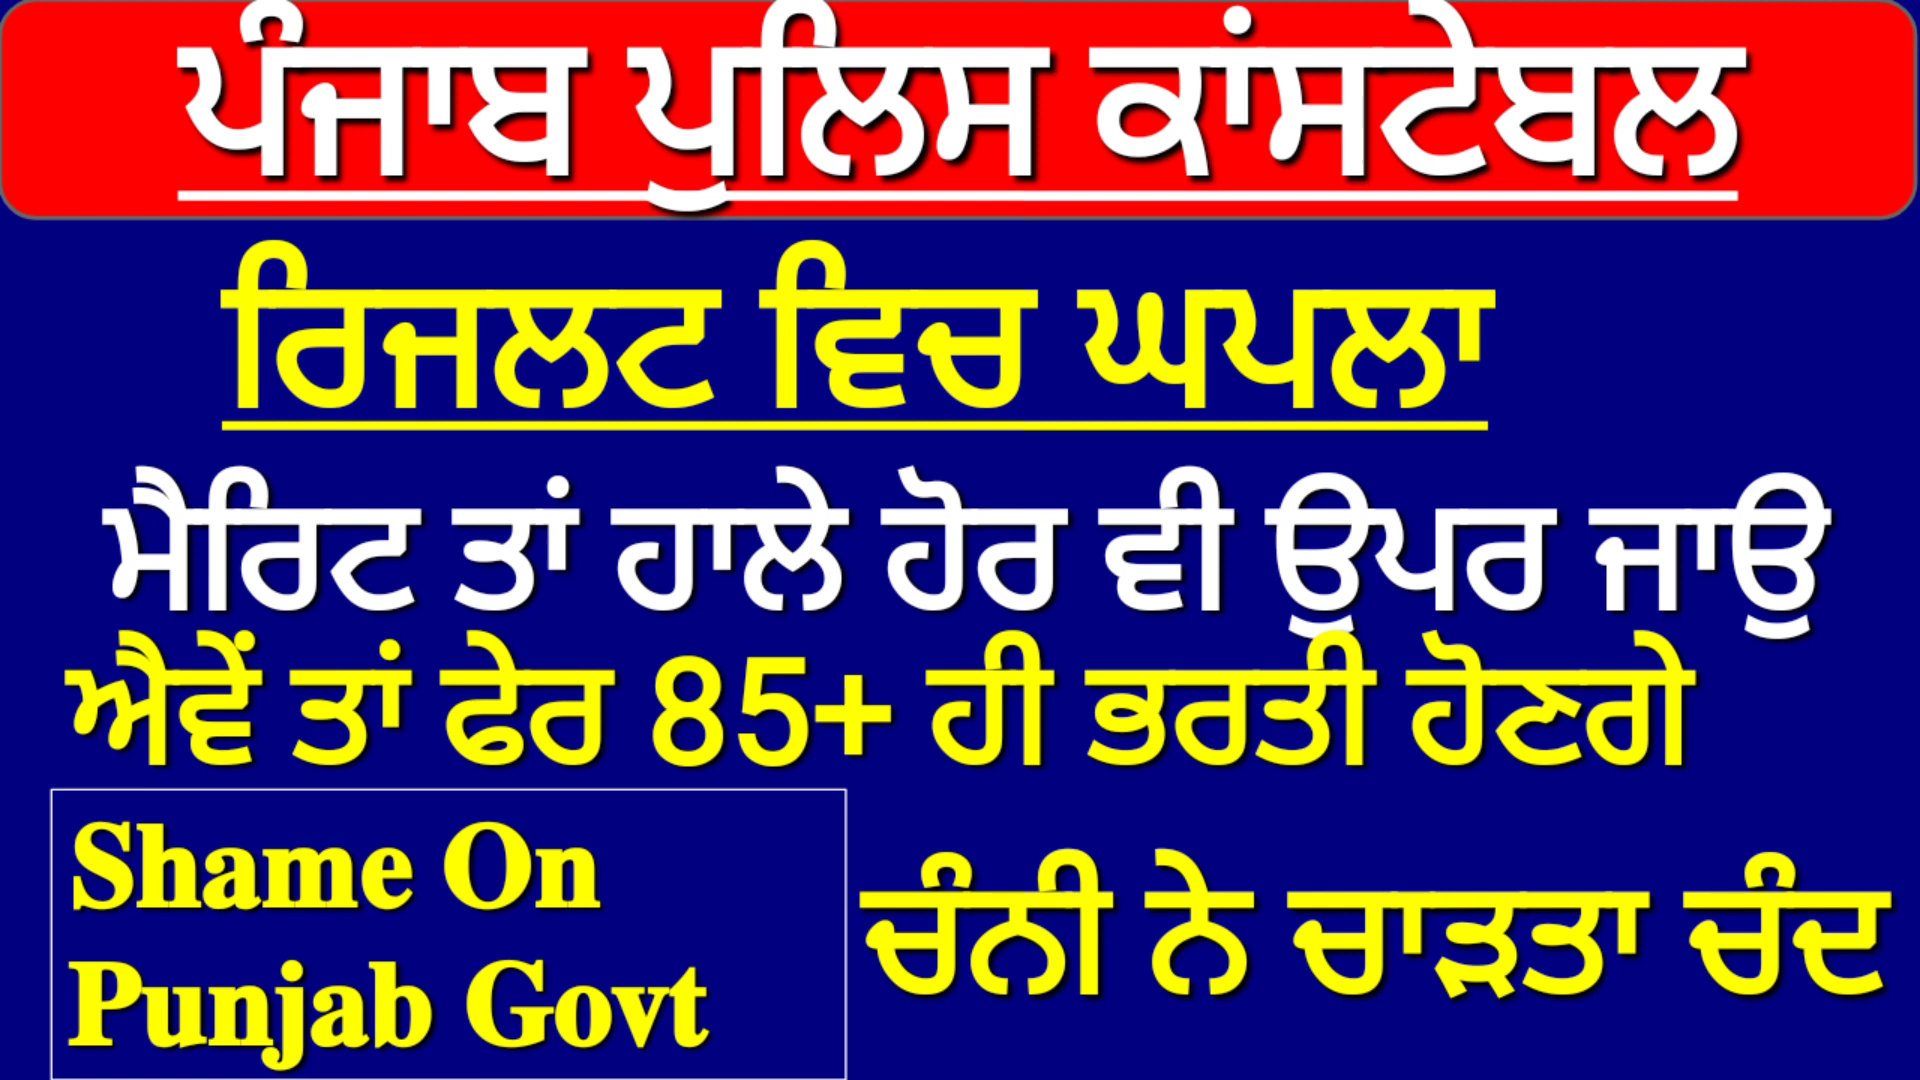 ਪੰਜਾਬ ਪੁਲਿਸ ਕਾਂਸਟੇਬਲ
ਰਿਜਲਟ ਵਿਚ ਘਪਲਾ
ਮੈਰਿਟ ਤਾਂ ਹਾਲੇ ਹੋਰ ਵੀ ਉਪਰ ਜਾਉ
ਐਵੇਂ ਤਾਂ ਫੇਰ 85+ ਹੀ ਭਰਤੀ ਹੋਣਗੇ
Shame On
Punjab Govt
ਚੰਨੀ ਨੇ ਚਾੜਤਾ ਚੰਦ